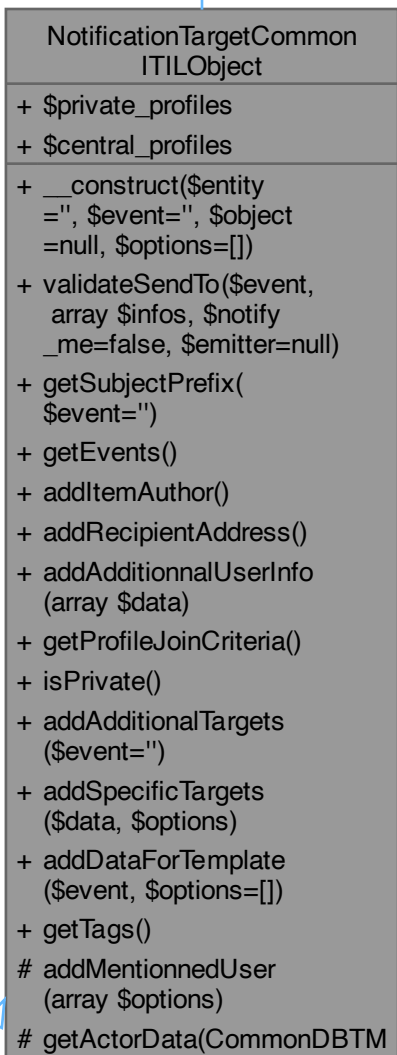 NotificationTargetCommon
ITILObject
+ $private_profiles
+ $central_profiles
+ __construct($entity
='', $event='', $object
=null, $options=[])
+ validateSendTo($event,
array $infos, $notify
_me=false, $emitter=null)
+ getSubjectPrefix(
$event='')
+ getEvents()
+ addItemAuthor()
+ addRecipientAddress()
+ addAdditionnalUserInfo
(array $data)
+ getProfileJoinCriteria()
+ isPrivate()
+ addAdditionalTargets
($event='')
+ addSpecificTargets
($data, $options)
+ addDataForTemplate
($event, $options=[])
+ getTags()
# addMentionnedUser
(array $options)
# getActorData(CommonDBTM